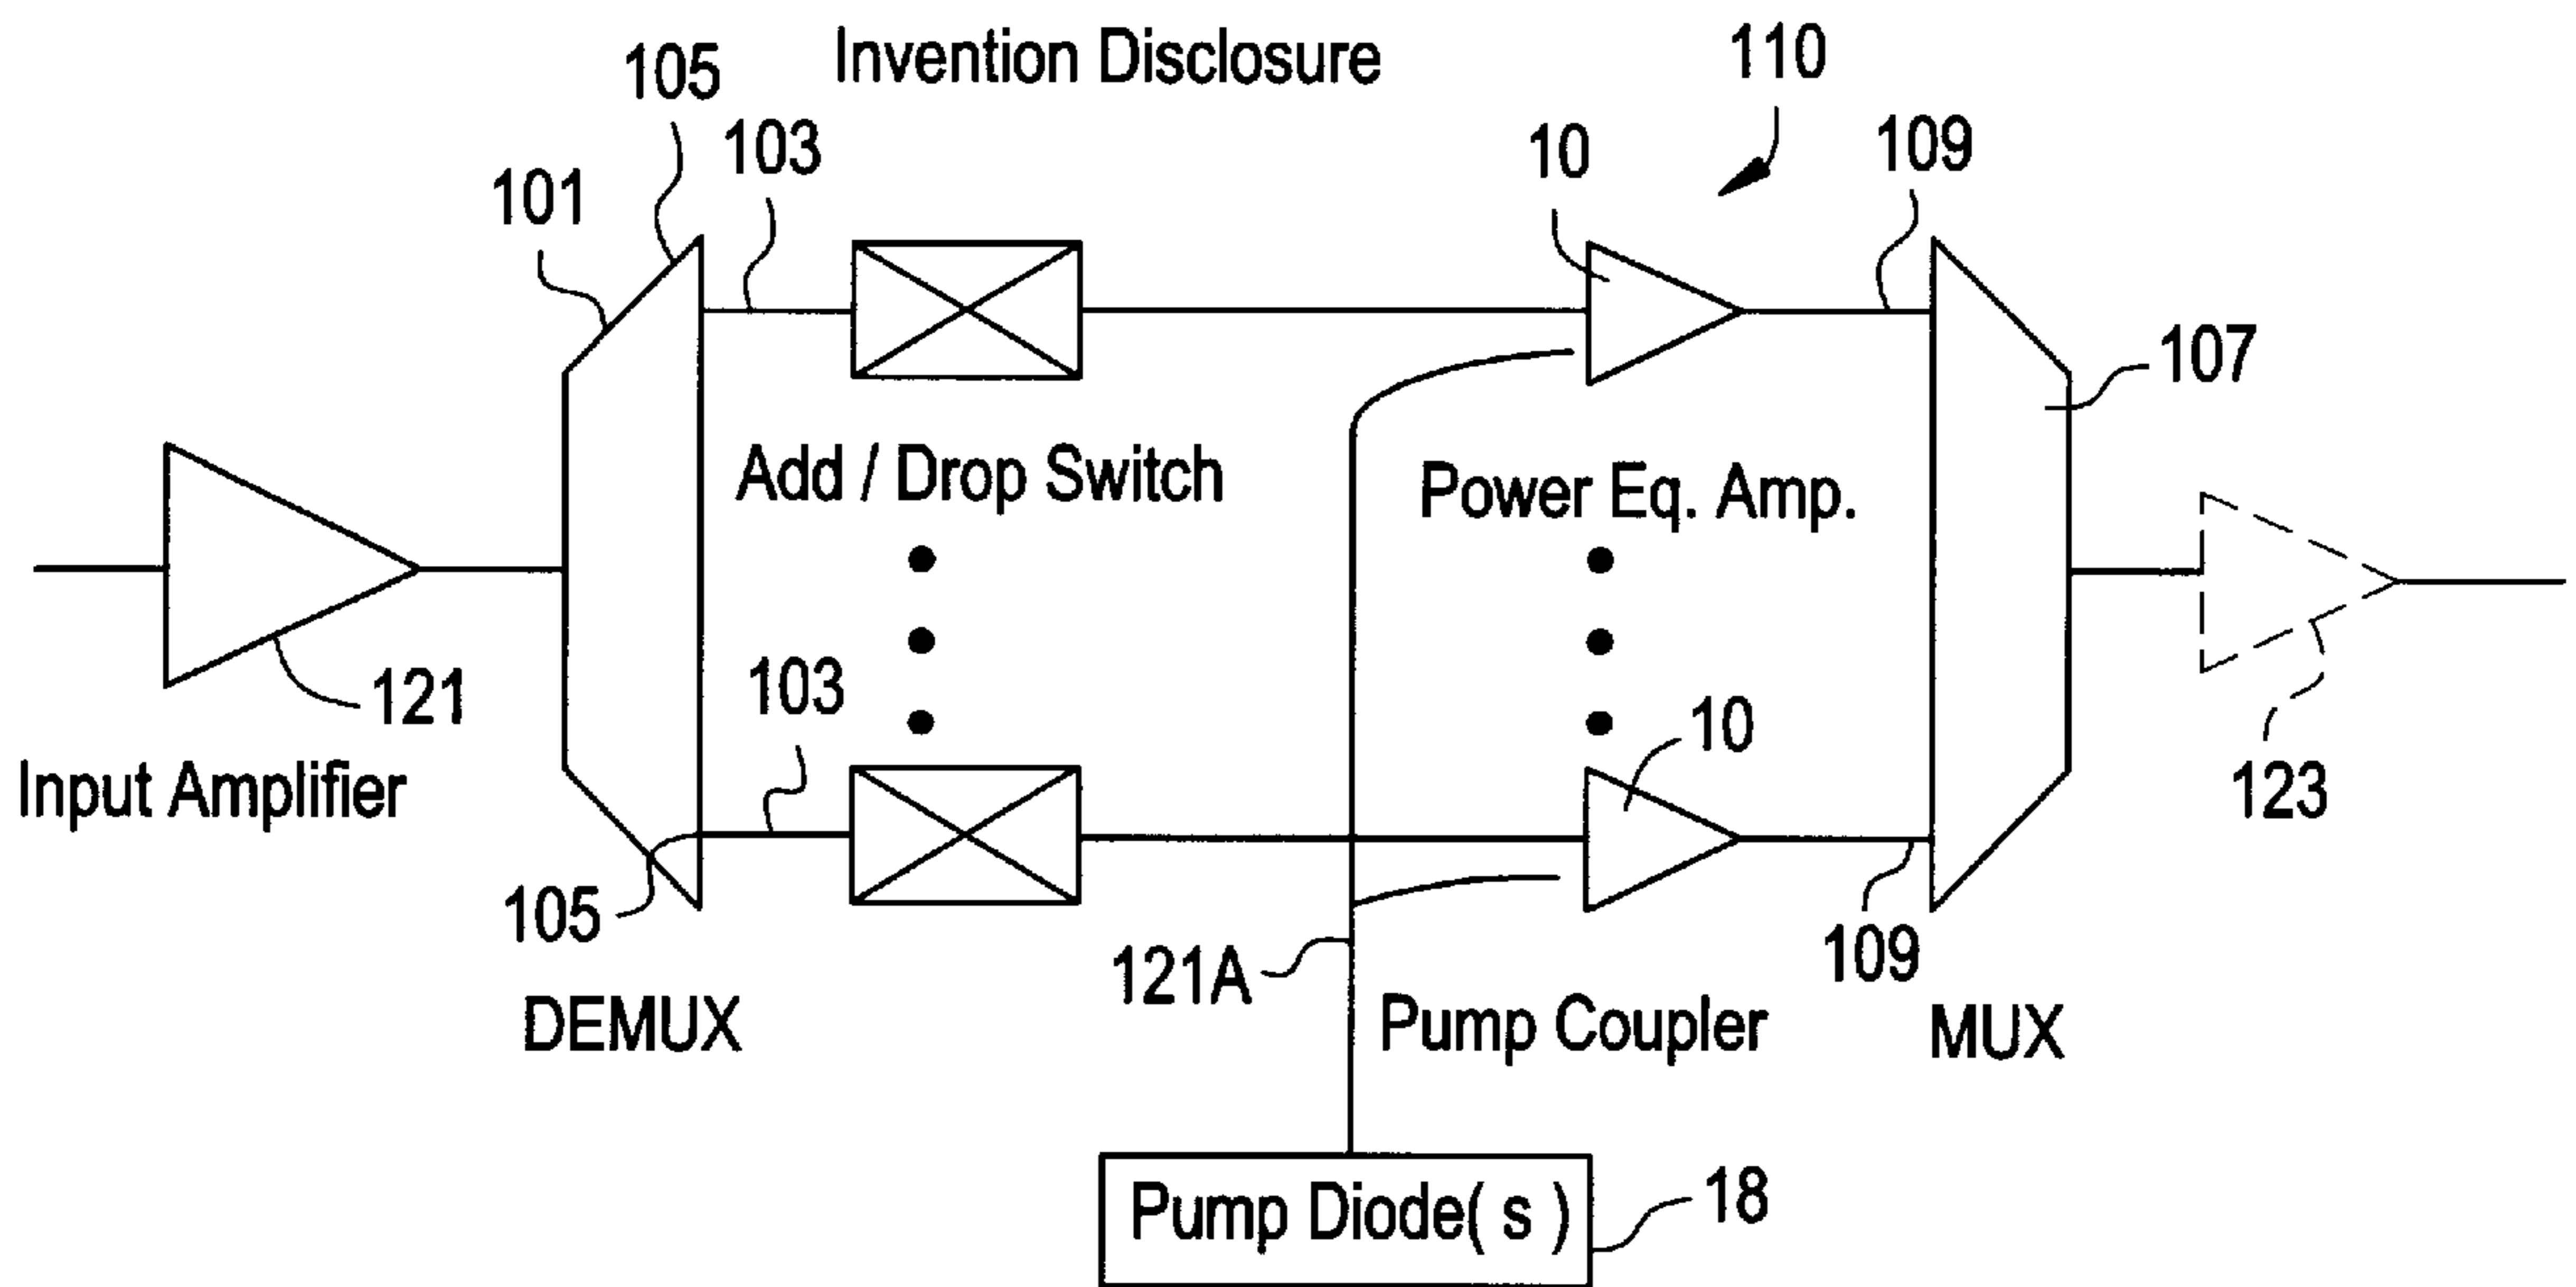 Invention Disclosure
110
105
103
10
109
101
107
Add / Drop Switch
Power Eq. Amp.
121
103
10
123
Input Amplifier
105
121A
109
DEMUX
Pump Coupler
MUX
Pump Diode( s )
18